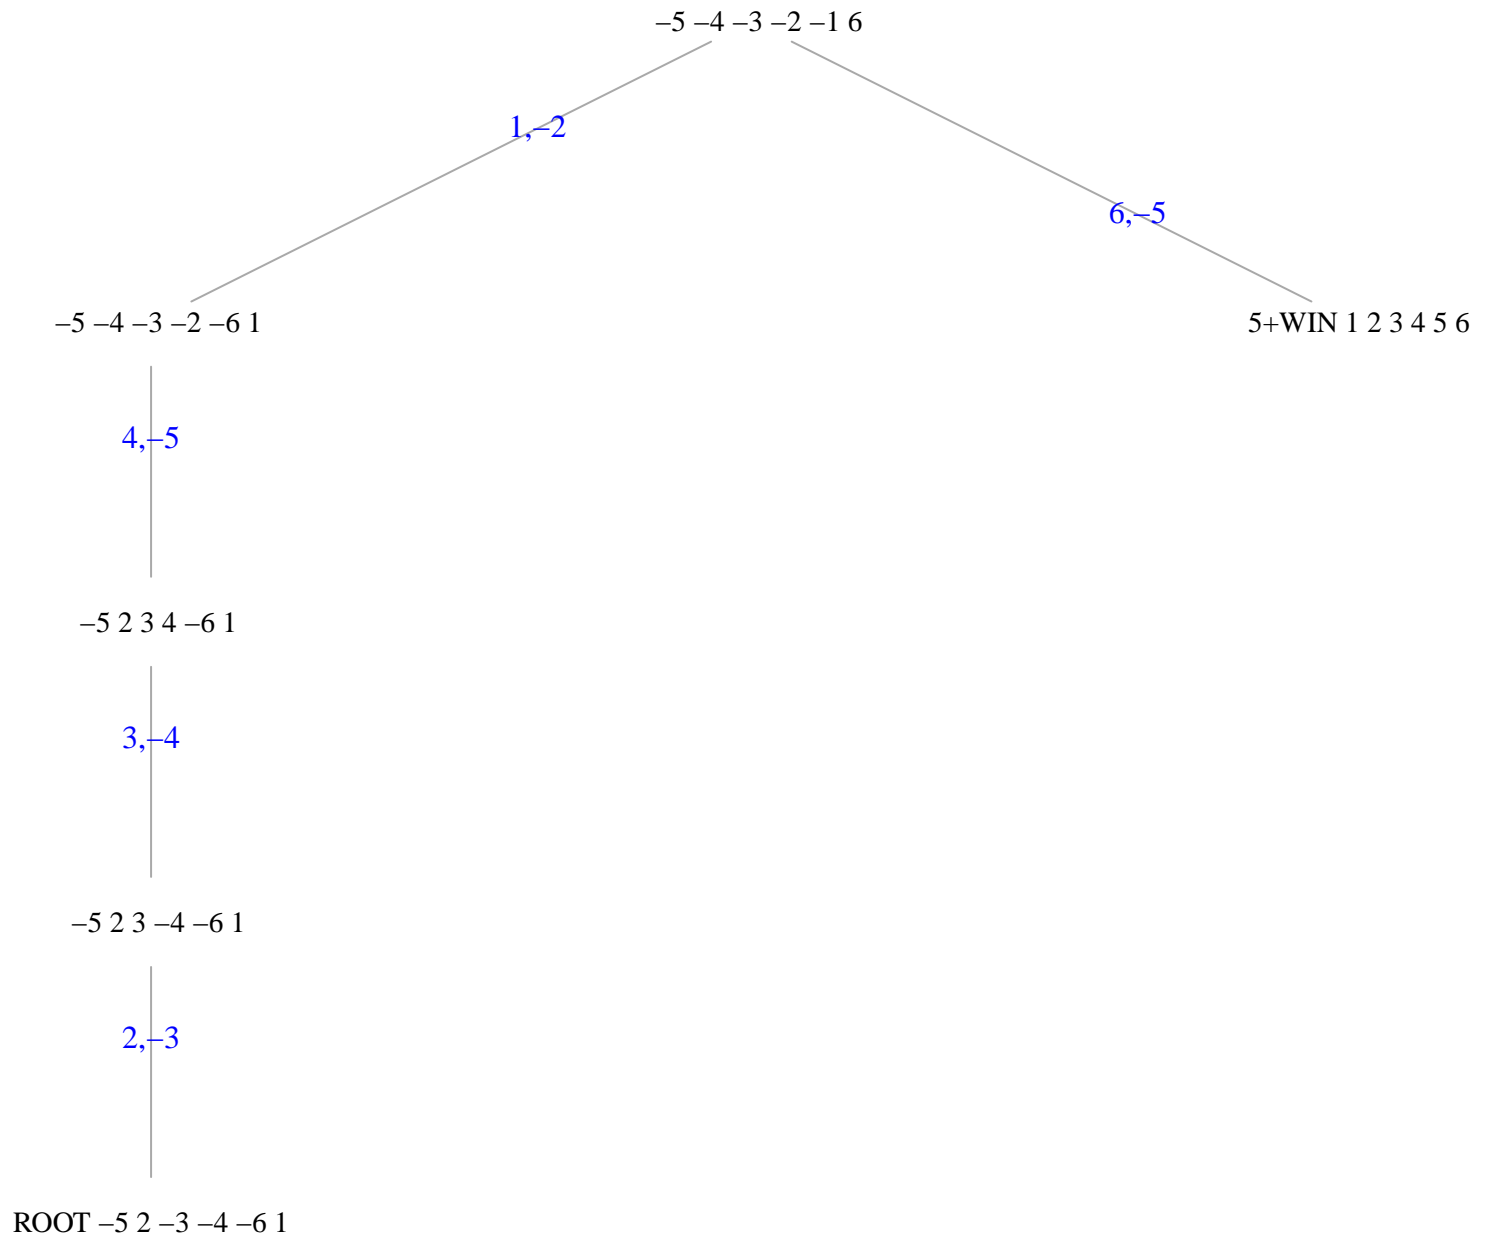 –5 –4 –3 –2 –1 6
1,–2
6,–5
–5 –4 –3 –2 –6 1
5+WIN 1 2 3 4 5 6
4,–5
–5 2 3 4 –6 1
3,–4
–5 2 3 –4 –6 1
2,–3
ROOT –5 2 –3 –4 –6 1